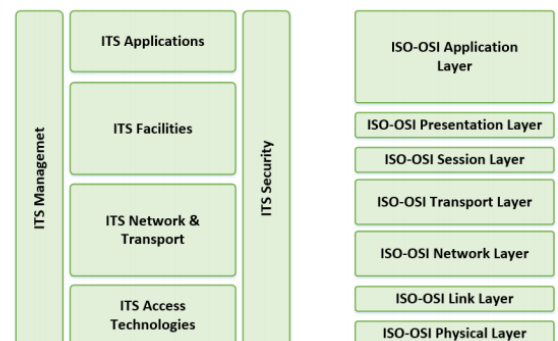 ITS Managemet
ITS Applications
ITS Facilities
ITS Network &
Transport
ITS Access
Technologies
ITS Security
ISO-OSI Application
Layer
ISO-OSI Presentation Layer
ISO-OSI Session Layer
ISO-OSI Transport Layer
ISO-OSI Network Layer
ISO-OSI Link Layer
ISO-OSI Physical Layer